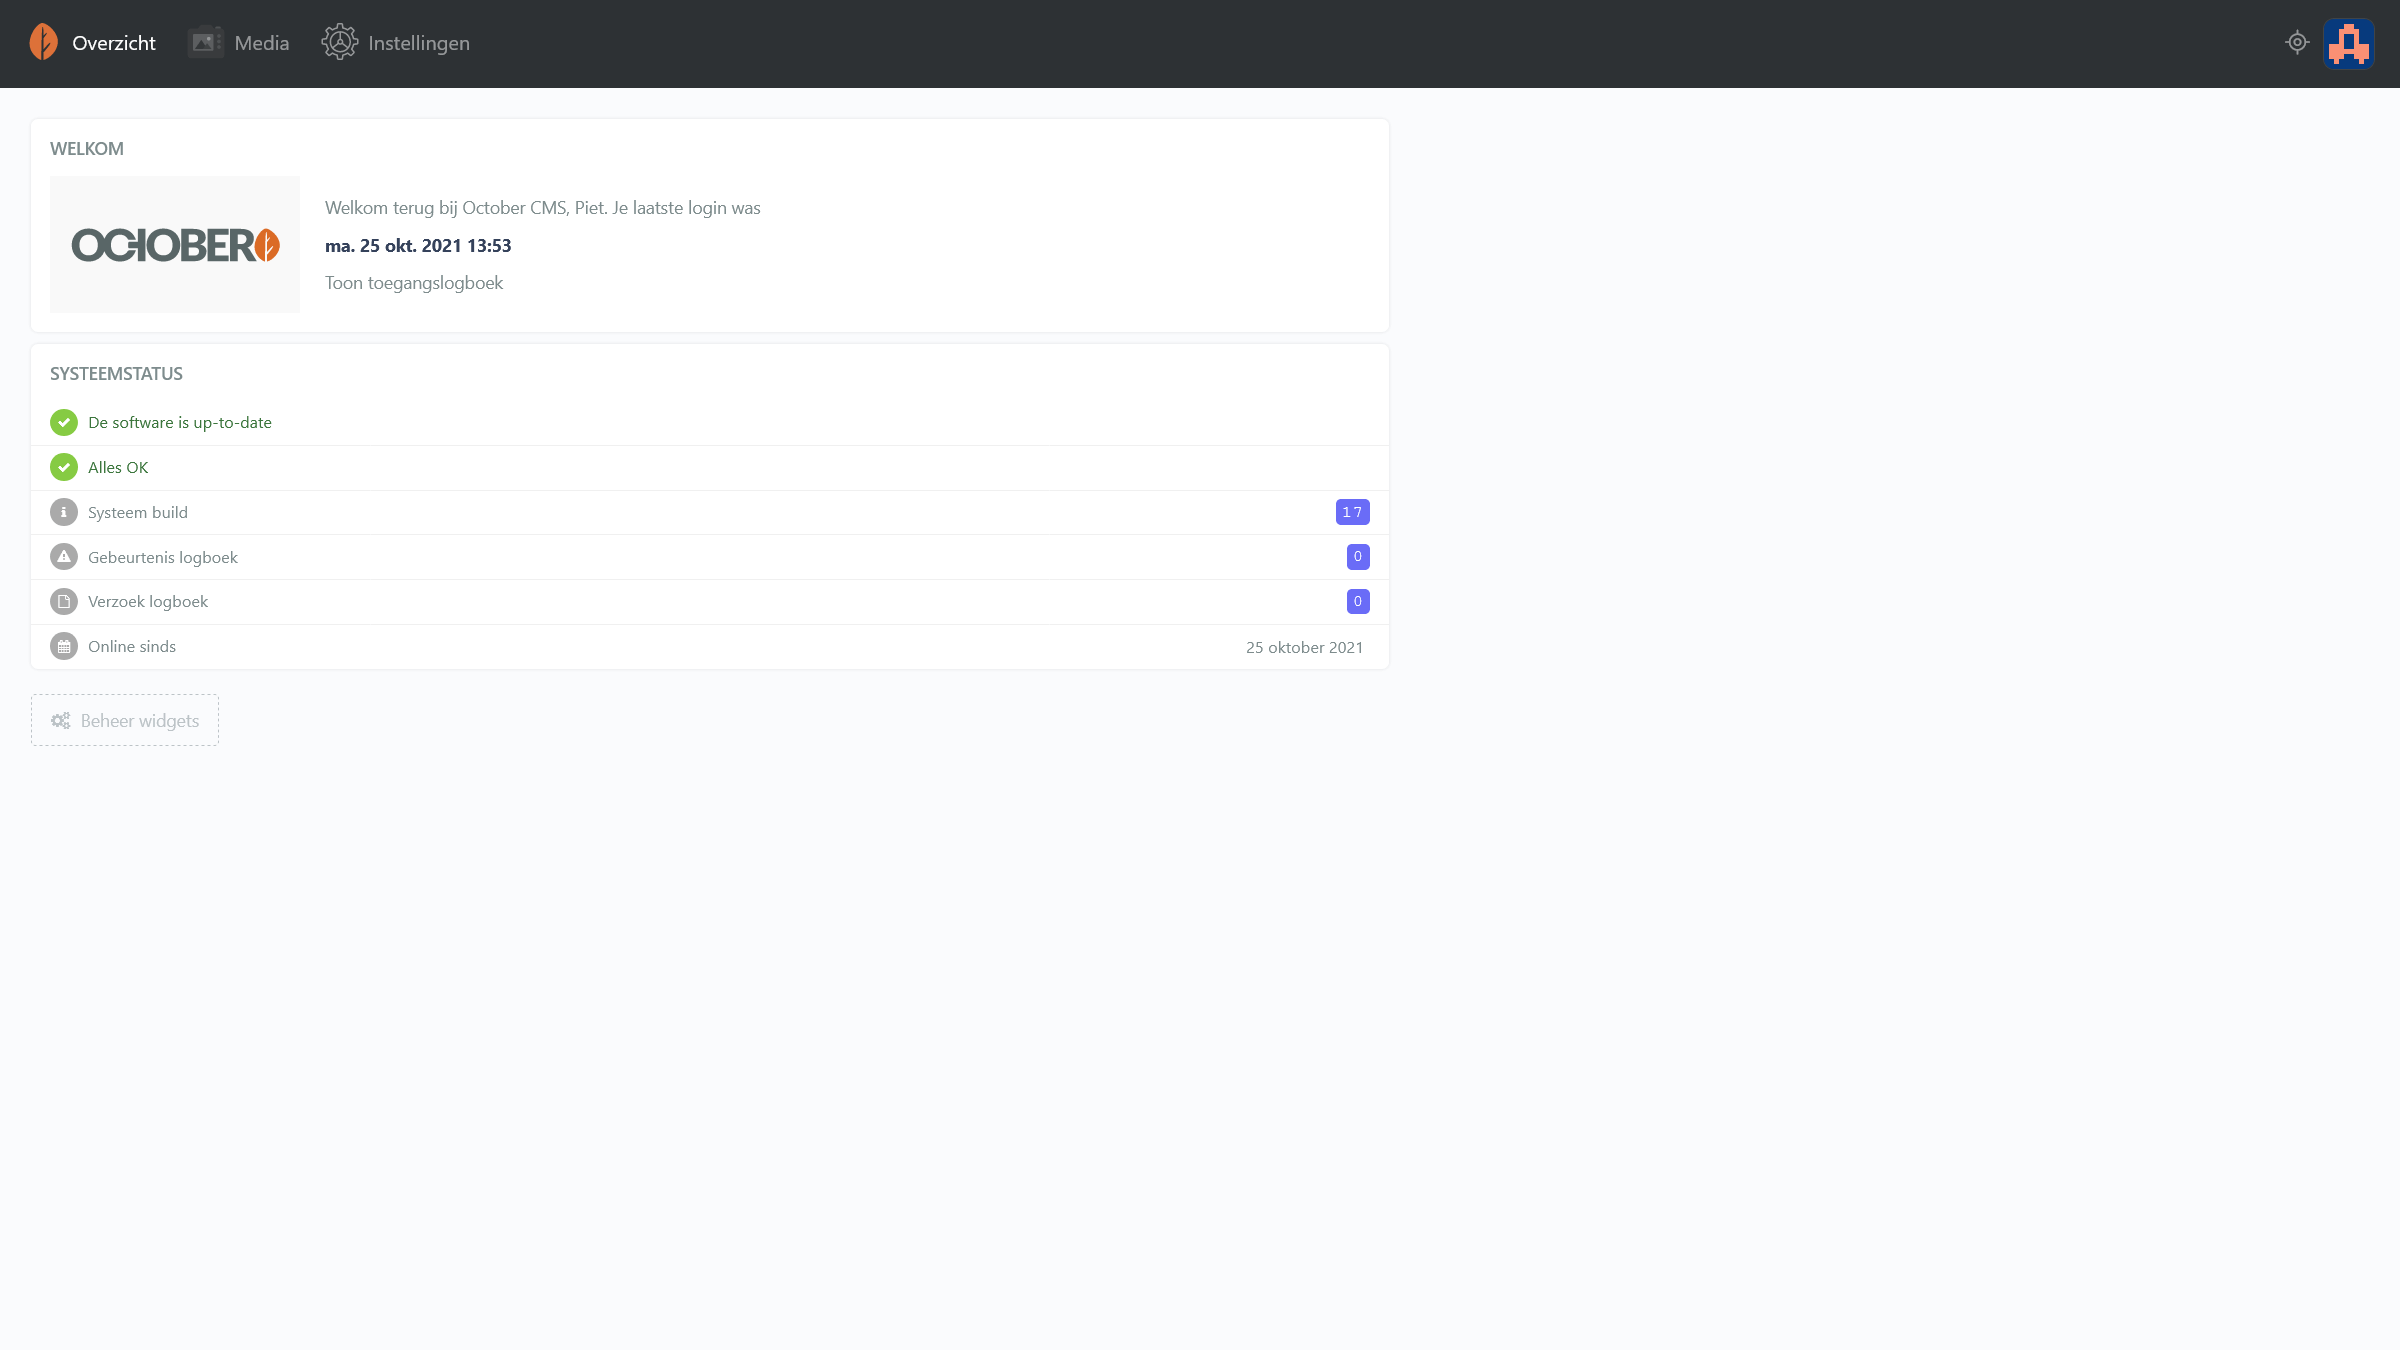 Overzicht Media Instellingen
WELKOM
OCTOBER
Welkom terug bij October CMS, Piet. Je laatste login was
ma. 25 okt. 2021 13:53
Toon toegangslogboek
SYSTEEMSTATUS
De software is up-to-date
Alles OK
Systeem build 17
Gebeurtenis logboek 0
Verzoek logboek 0
Online sinds 25 oktober 2021
Beheer widgets